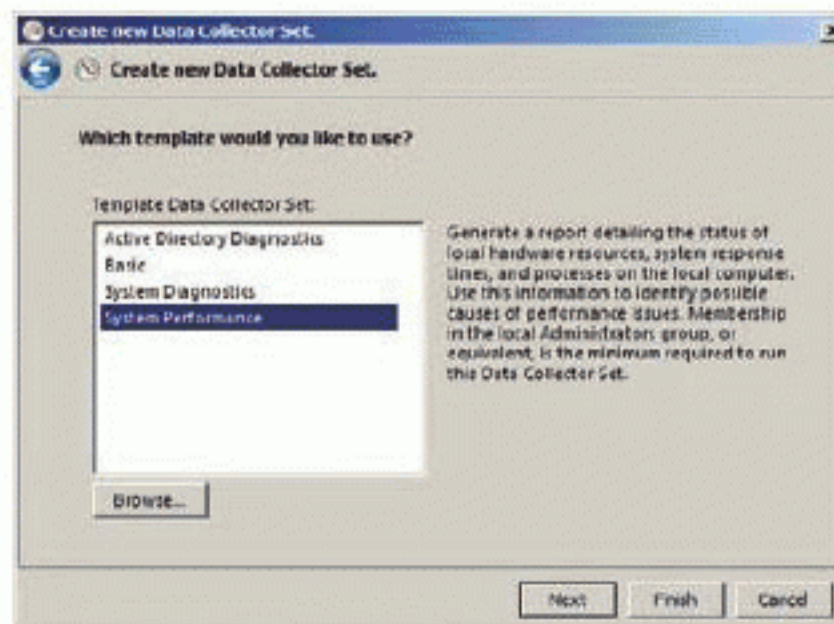 Create new Data Collector Set.
Create new Data Collector Set.
Which template would you like to use?
Template Data Collector Set:
Active Directory Diagnostics
Basic
System Diagnostics
System Performance
Generate a report detailing the status of
local hardware resources, system response
times, and processes on the local computer.
Use this information to identify possible
causes of performance issues. Membership
in the local Administrators group, or
equivalent, is the minimum required to run
this Data Collector Set.
Browse...
Next
Finish
Cancel